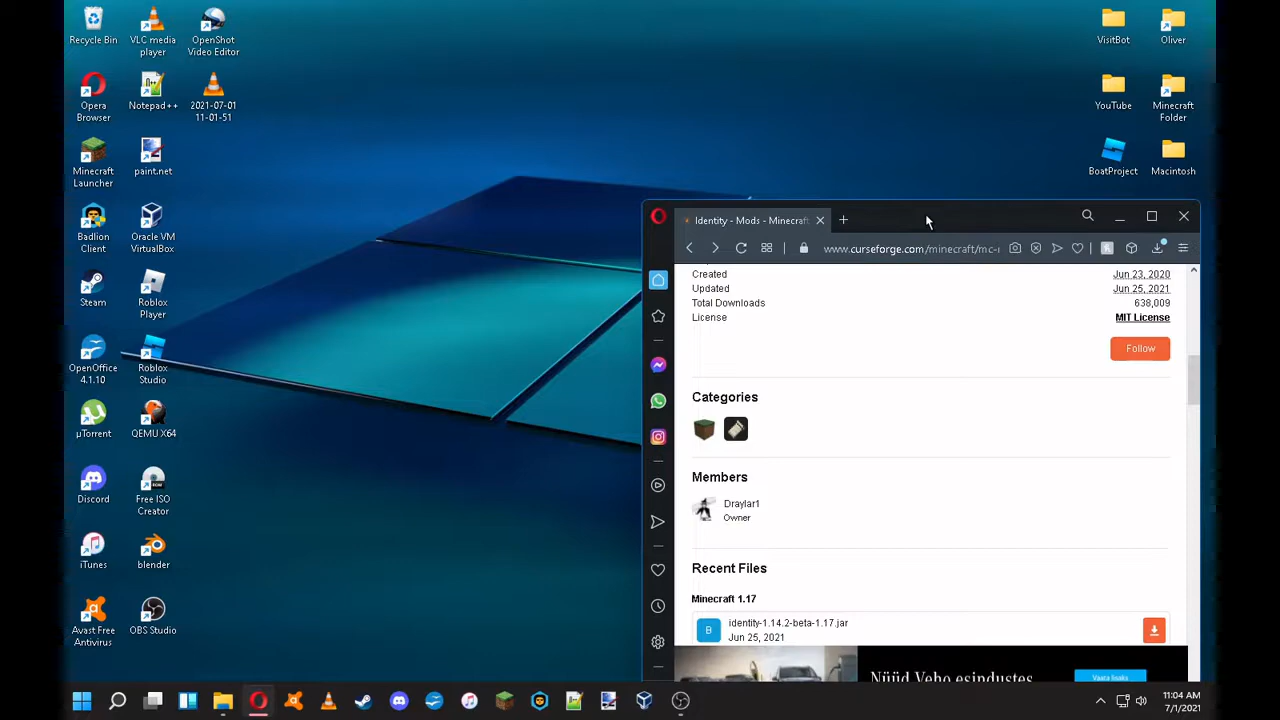 Recycle Bin
VLC media player
OpenShot Video Editor
Opera Browser
Notepad++
2021-07-01 11-01-51
Minecraft Launcher
paint.net
Badlion Client
Oracle VM VirtualBox
Steam
Roblox Player
OpenOffice 4.1.10
Roblox Studio
µTorrent
QEMU X64
Discord
Free ISO Creator
iTunes
blender
Avast Free Antivirus
OBS Studio
VisitBot
Oliver
YouTube
Minecraft Folder
BoatProject
Macintosh
Identity - Mods - Minecraft
www.curseforge.com/minecraft/mc-
Created Jun 23, 2020
Updated Jun 25, 2021
Total Downloads 638,009
License MIT License
Follow
Categories
Members
Draylar1
Owner
Recent Files
Minecraft 1.17
B identity-1.14.2-beta-1.17.jar
Jun 25, 2021
Nüüd Veho esindustes
Vaata lisaks
11:04 AM
7/1/2021